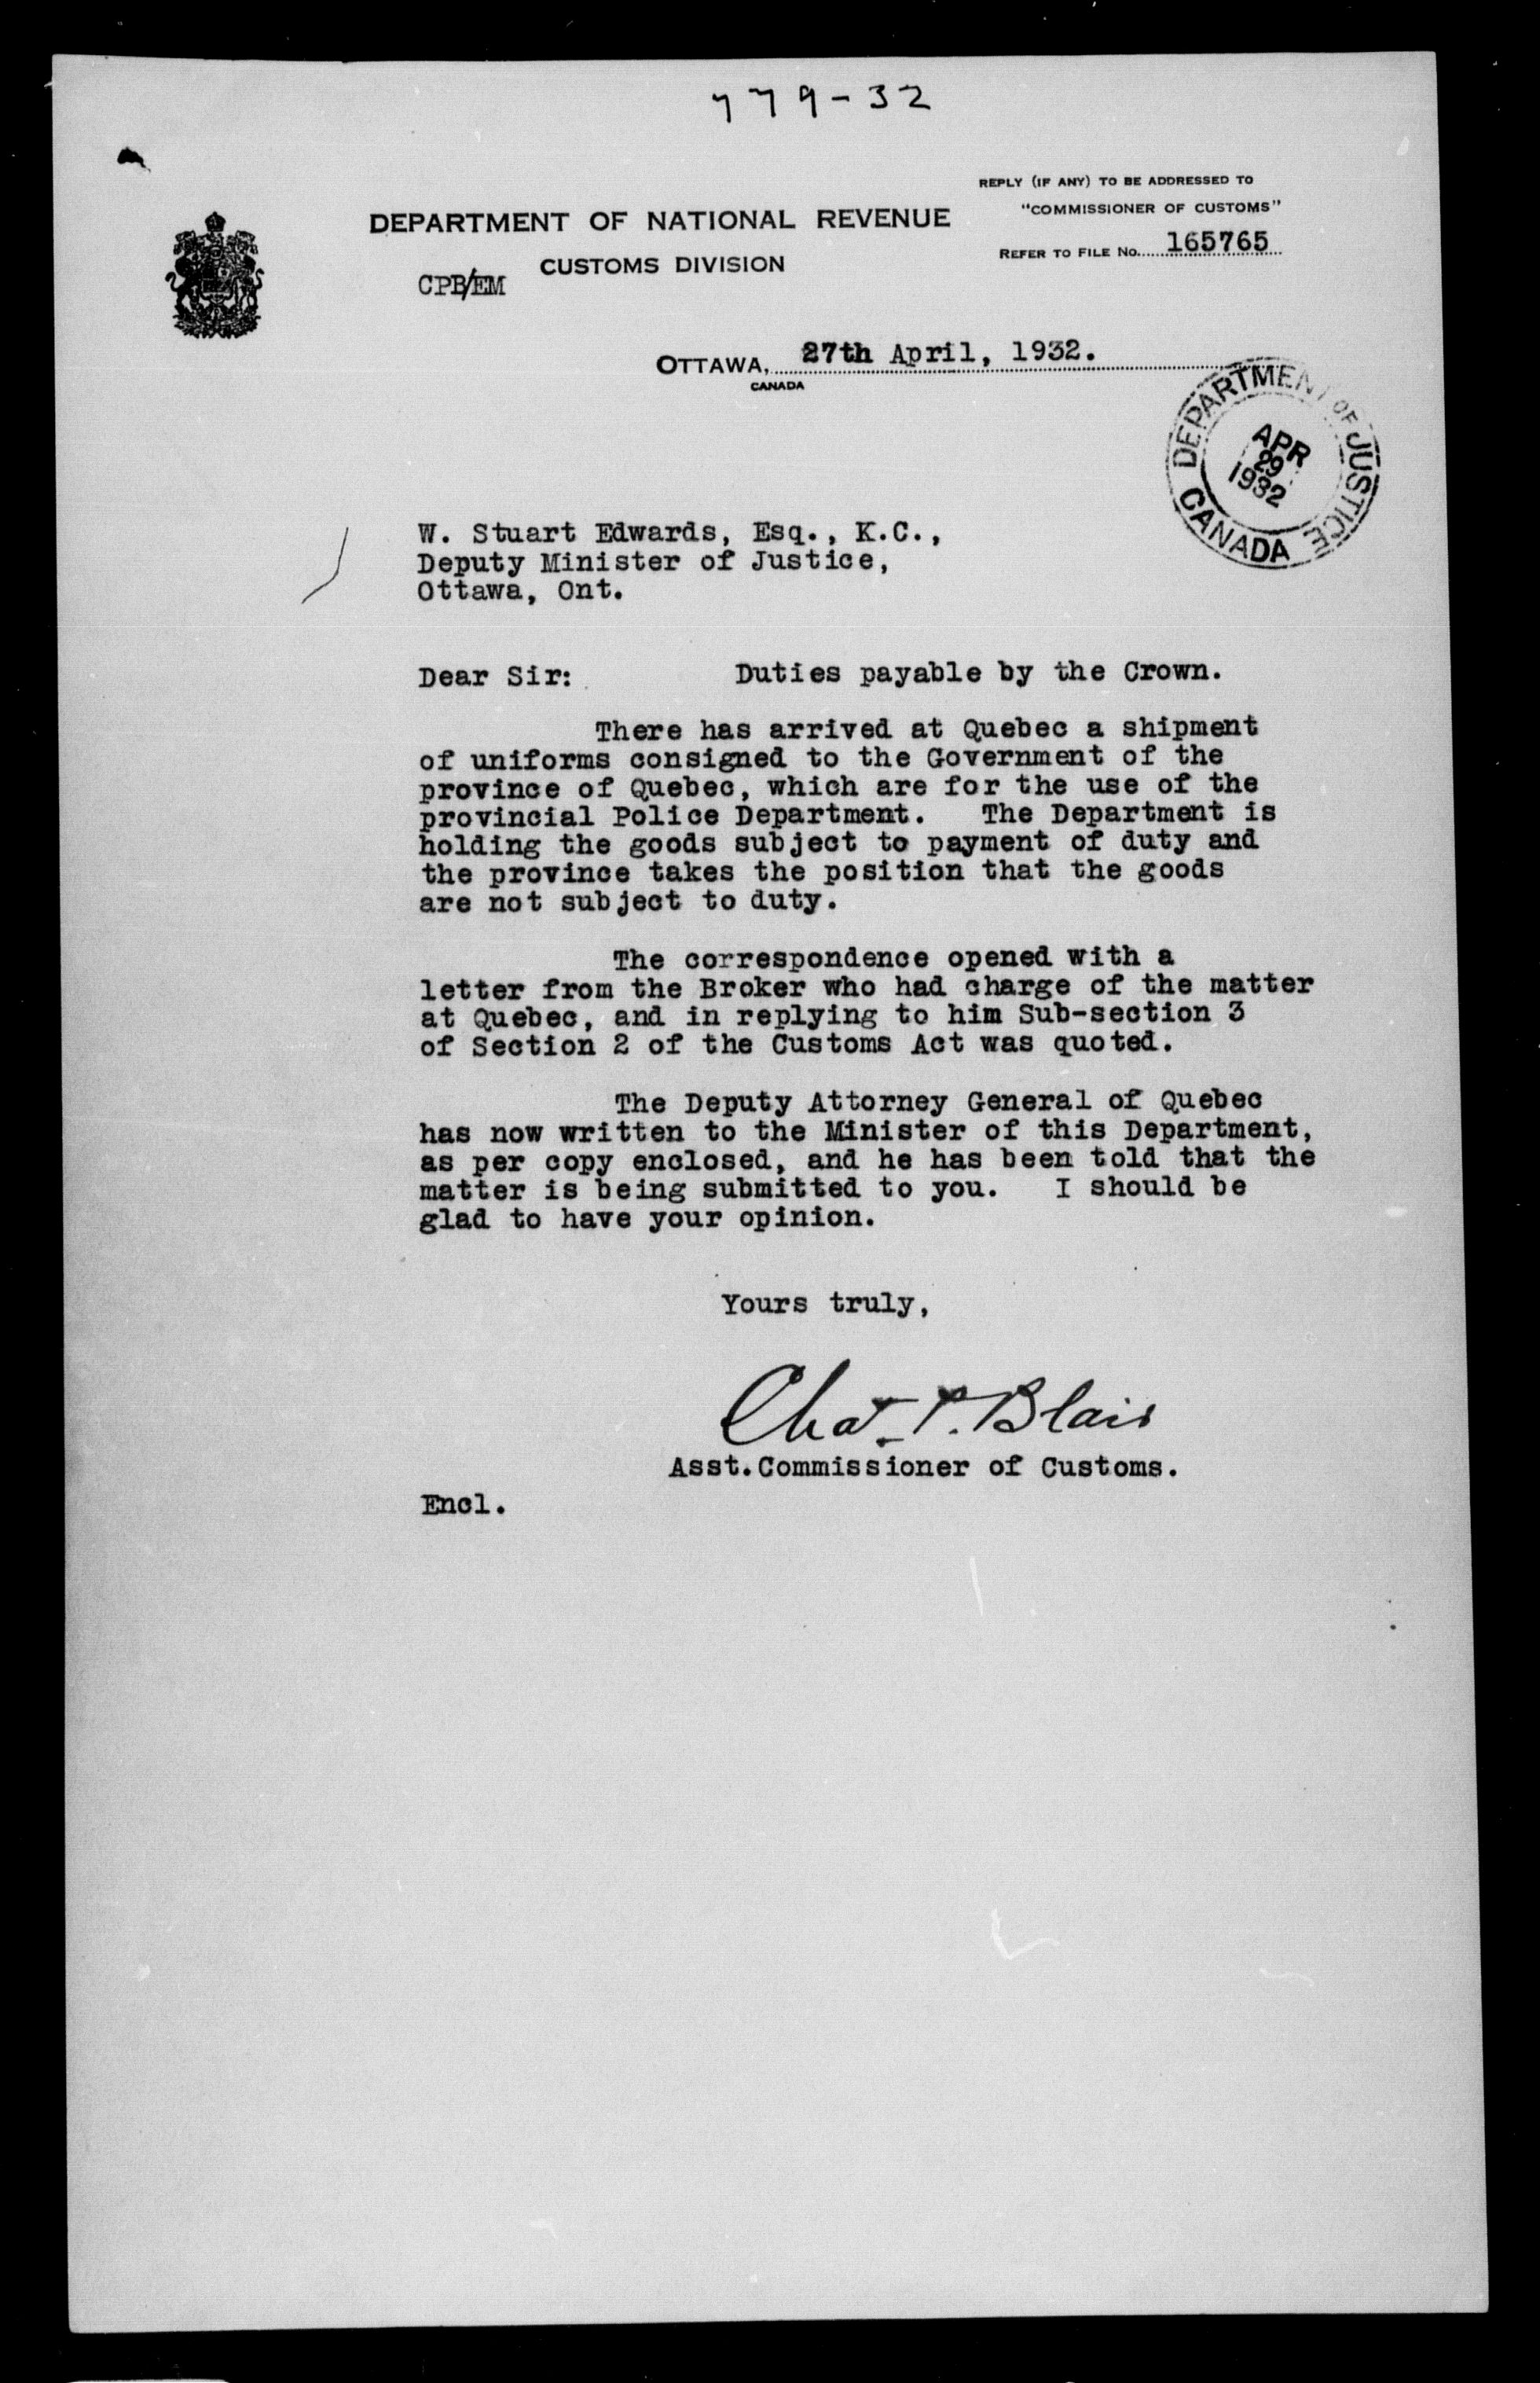 779-32
REPLY (IF ANY) TO BE ADDRESSED TO
"COMMISSIONER OF CUSTOMS"
REFER TO FILE No. 165765
DEPARTMENT OF NATIONAL REVENUE
CUSTOMS DIVISION
CPB/EM
OTTAWA, 27th April, 1932.
CANADA
DEPARTMENT OF JUSTICE
APR
29
1932
CANADA
W. Stuart Edwards, Esq., K.C.,
Deputy Minister of Justice,
Ottawa, Ont.
Dear Sir: Duties payable by the Crown.
There has arrived at Quebec a shipment
of uniforms consigned to the Government of the
province of Quebec, which are for the use of the
provincial Police Department. The Department is
holding the goods subject to payment of duty and
the province takes the position that the goods
are not subject to duty.
The correspondence opened with a
letter from the Broker who had charge of the matter
at Quebec, and in replying to him Sub-section 3
of Section 2 of the Customs Act was quoted.
The Deputy Attorney General of Quebec
has now written to the Minister of this Department,
as per copy enclosed, and he has been told that the
matter is being submitted to you. I should be
glad to have your opinion.
Yours truly,
Chas. P. Blair
Asst.Commissioner of Customs.
Encl.